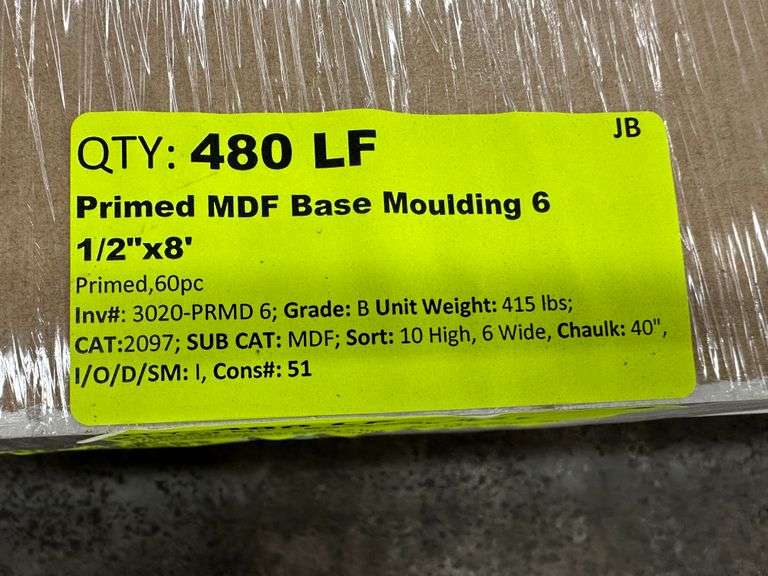 JB
QTY: 480 LF
Primed MDF Base Moulding 6
1/2"x8'
Primed,60pc
Inv#: 3020-PRMD 6; Grade: B Unit Weight: 415 lbs;
CAT:2097; SUB CAT: MDF; Sort: 10 High, 6 Wide, Chaulk: 40",
I/O/D/SM: I, Cons#: 51